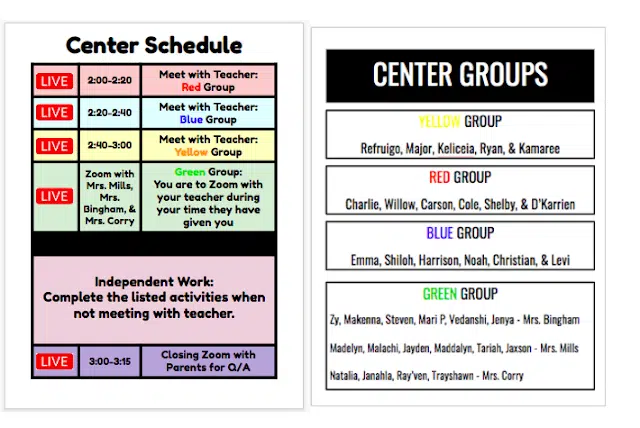 Center Schedule
LIVE
2:00-2:20
Meet with Teacher:
Red Group
LIVE
2:20-2:40
Meet with Teacher:
Blue Group
LIVE
2:40-3:00
Meet with Teacher:
Yellow Group
LIVE
Zoom with
Mrs. Mills,
Mrs.
Bingham, &
Mrs. Corry
Green Group:
You are to Zoom with
your teacher during
your time they have
given you
Independent Work:
Complete the listed activities when
not meeting with teacher.
LIVE
3:00-3:15
Closing Zoom with
Parents for Q/A
CENTER GROUPS
YELLOW GROUP
Refruigo, Major, Keliceia, Ryan, & Kamaree
RED GROUP
Charlie, Willow, Carson, Cole, Shelby, & D'Karrien
BLUE GROUP
Emma, Shiloh, Harrison, Noah, Christian, & Levi
GREEN GROUP
Zy, Makenna, Steven, Mari P, Vedanshi, Jenya - Mrs. Bingham
Madelyn, Malachi, Jayden, Maddalyn, Tariah, Jaxson - Mrs. Mills
Natalia, Janahla, Ray'ven, Trayshawn - Mrs. Corry